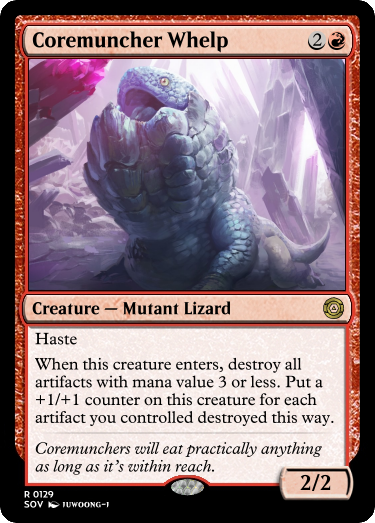 Coremuncher Whelp 2
Creature — Mutant Lizard
Haste
When this creature enters, destroy all
artifacts with mana value 3 or less. Put a
+1/+1 counter on this creature for each
artifact you controlled destroyed this way.
Coremunchers will eat practically anything
as long as it's within reach.
2/2
R 0129
SOV JUWOONG-J